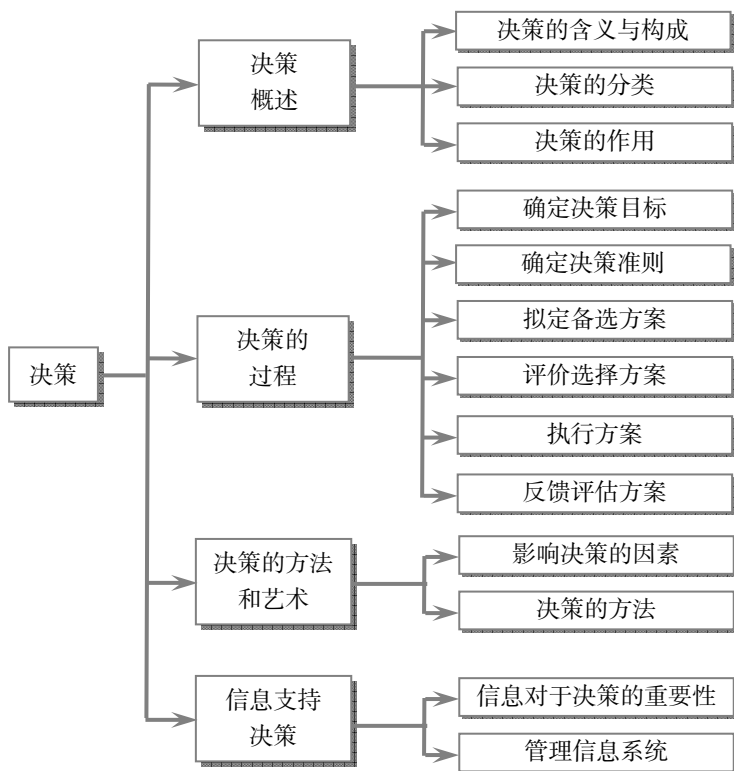 决策
决策
概述
决策的含义与构成
决策的分类
决策的作用
决策的
过程
确定决策目标
确定决策准则
拟定备选方案
评价选择方案
执行方案
反馈评估方案
决策的方法
和艺术
影响决策的因素
决策的方法
信息支持
决策
信息对于决策的重要性
管理信息系统